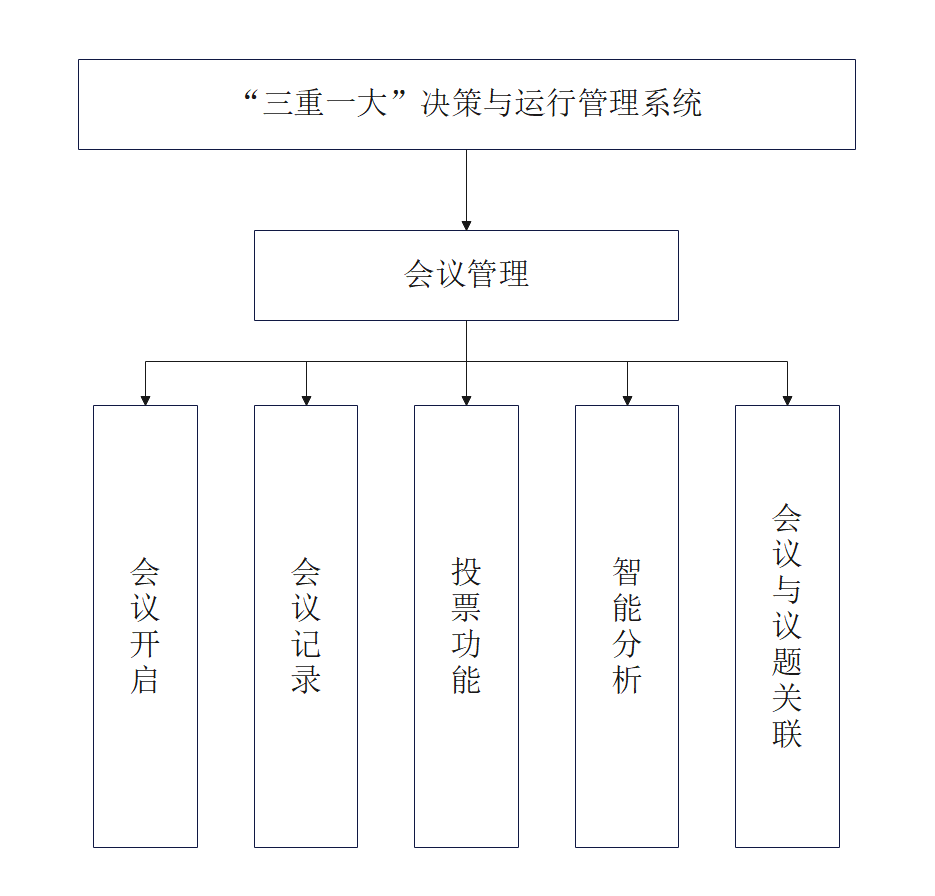 “三重一大”决策与运行管理系统
会议管理
会议开启
会议记录
投票功能
智能分析
会议与议题关联